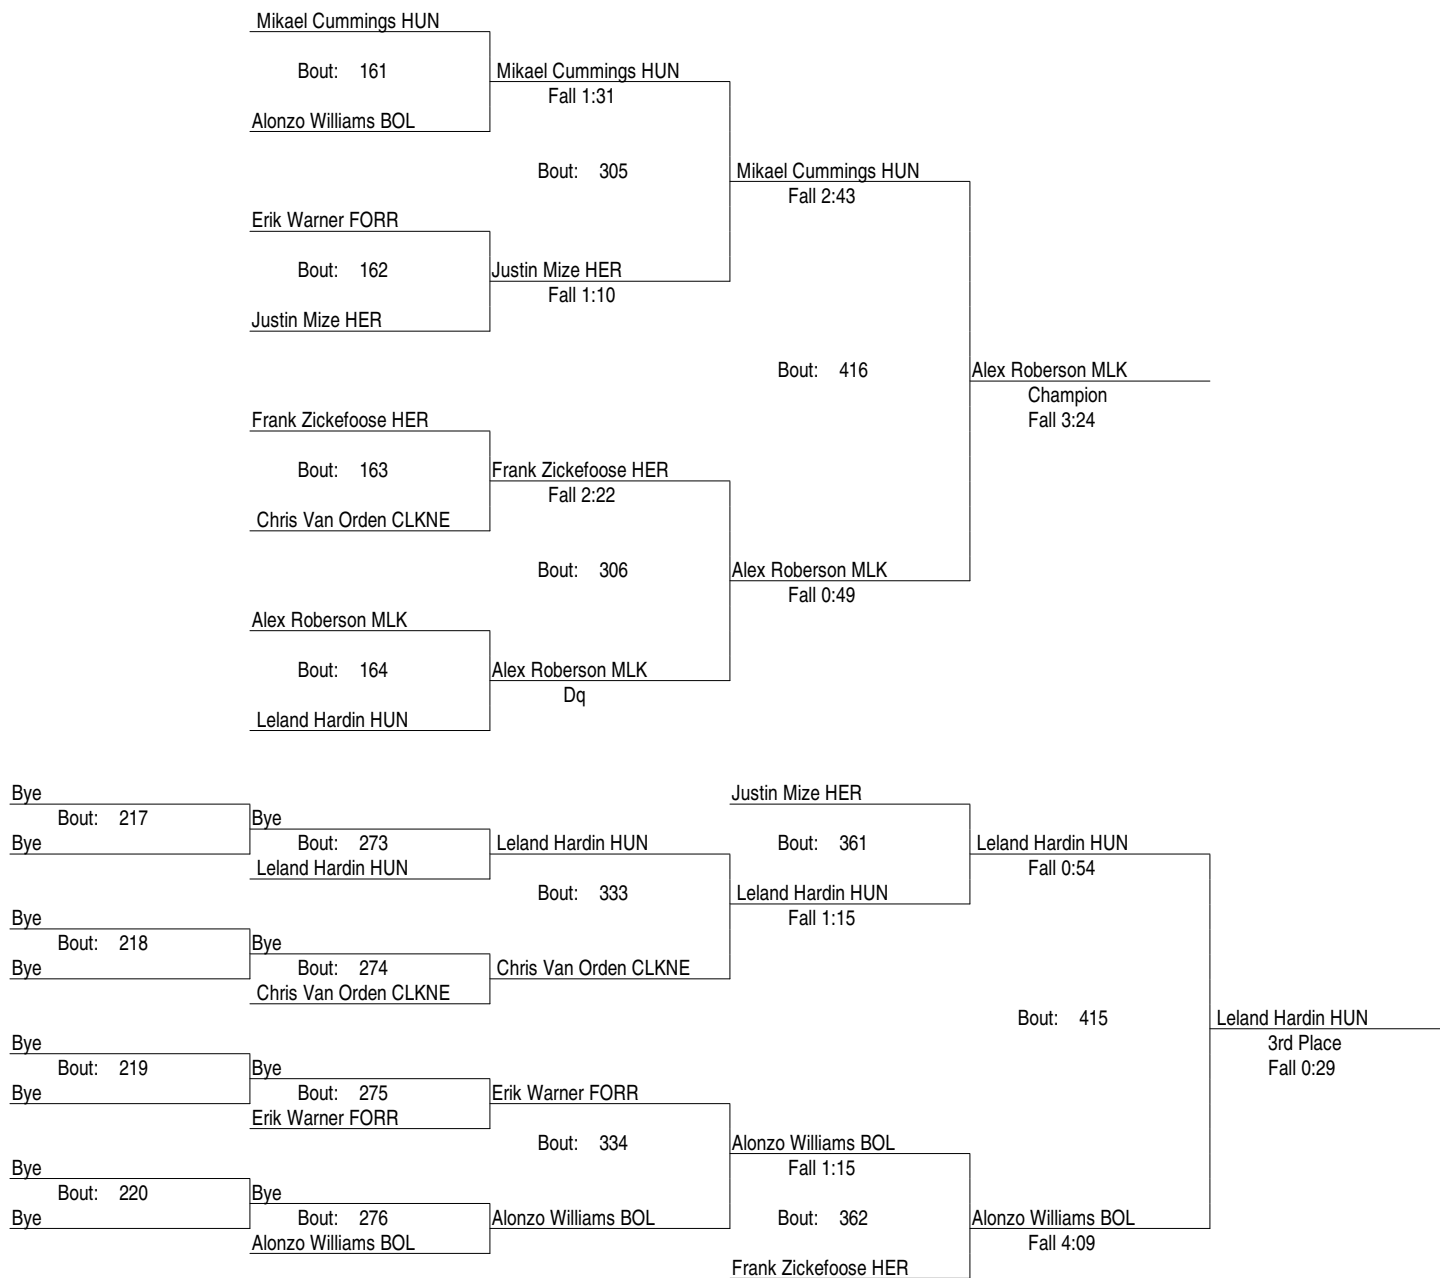 Mikael Cummings HUN
Bout: 161
Mikael Cummings HUN
Fall 1:31
Alonzo Williams BOL
Bout: 305
Mikael Cummings HUN
Fall 2:43
Erik Warner FORR
Bout: 162
Justin Mize HER
Fall 1:10
Justin Mize HER
Bout: 416
Alex Roberson MLK
Champion
Fall 3:24
Frank Zickefoose HER
Bout: 163
Frank Zickefoose HER
Fall 2:22
Chris Van Orden CLKNE
Bout: 306
Alex Roberson MLK
Fall 0:49
Alex Roberson MLK
Bout: 164
Alex Roberson MLK
Dq
Leland Hardin HUN
Bye
Justin Mize HER
Bout: 217
Bye
Bye
Bout: 273
Leland Hardin HUN
Bout: 361
Leland Hardin HUN
Leland Hardin HUN
Fall 0:54
Bout: 333
Leland Hardin HUN
Fall 1:15
Bye
Bout: 218
Bye
Bye
Bout: 274
Chris Van Orden CLKNE
Chris Van Orden CLKNE
Bout: 415
Leland Hardin HUN
3rd Place
Fall 0:29
Bye
Bout: 219
Bye
Bye
Bout: 275
Erik Warner FORR
Erik Warner FORR
Bout: 334
Alonzo Williams BOL
Fall 1:15
Bye
Bout: 220
Bye
Bye
Bout: 276
Alonzo Williams BOL
Bout: 362
Alonzo Williams BOL
Alonzo Williams BOL
Fall 4:09
Frank Zickefoose HER